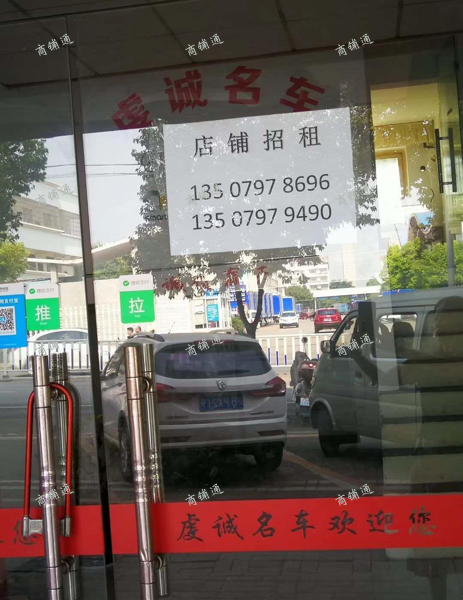 商铺通
商铺通
商铺通
虔诚名车
店铺招租
135 0797 8696
135 0797 9490
推
拉
商铺通
商铺通
商铺通
商铺通
虔诚名车欢迎您